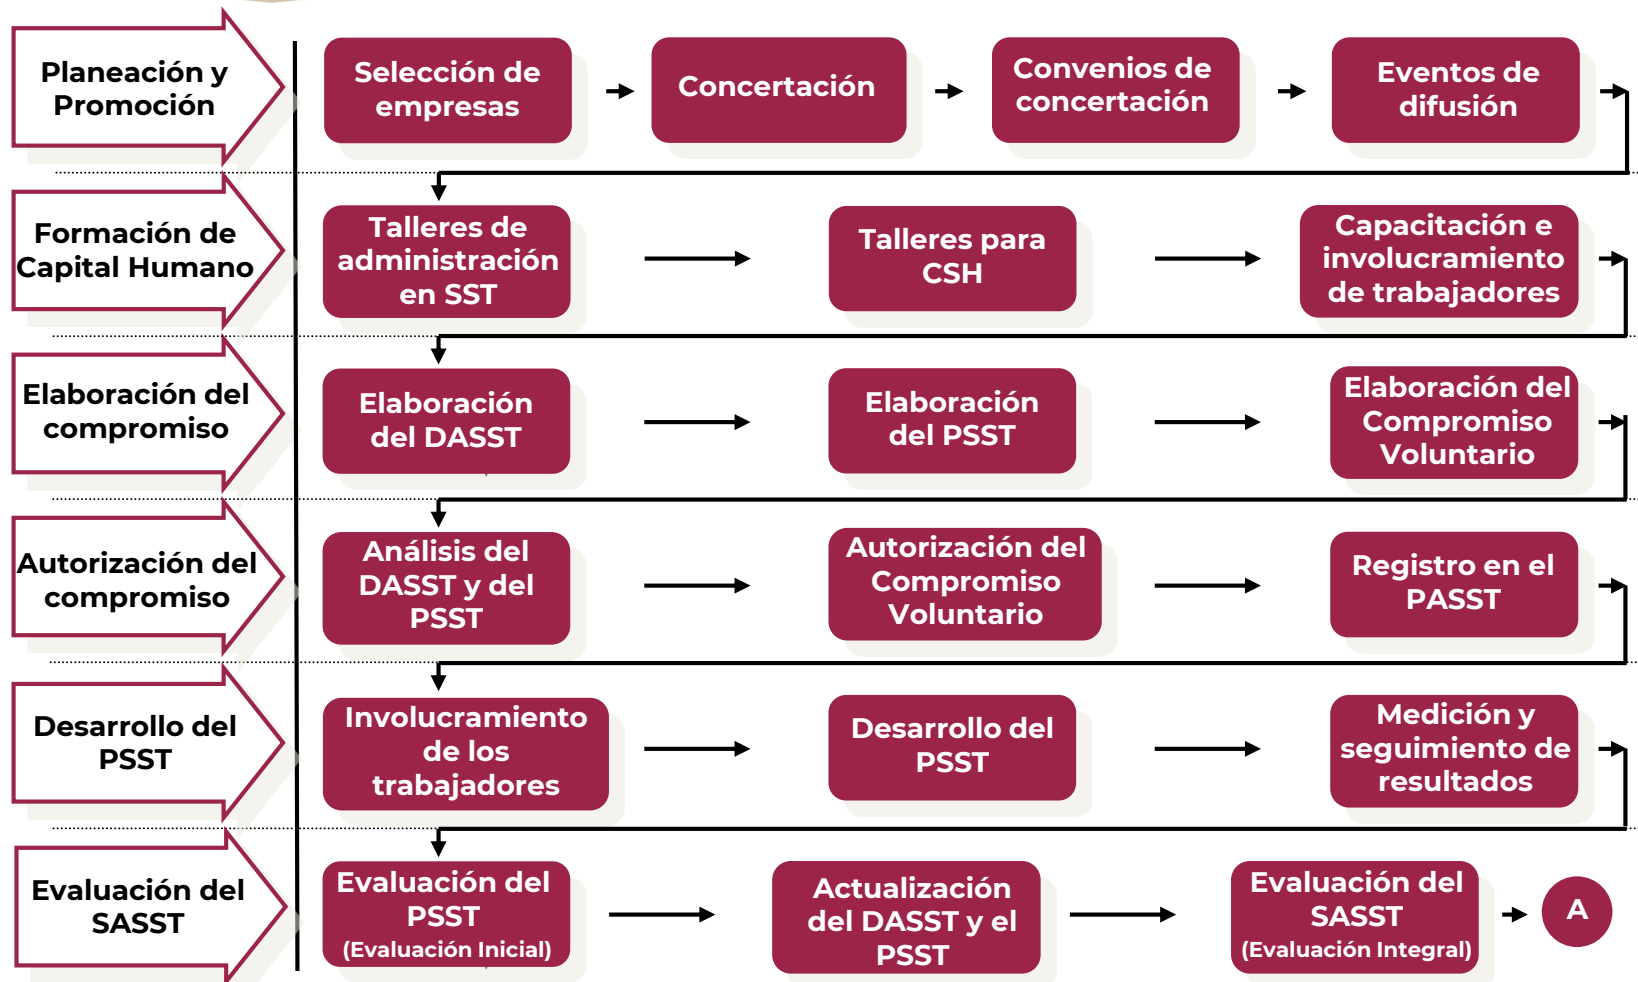 Planeación y
Promoción
Selección de
empresas
Concertación
Convenios de
concertación
Eventos de
difusión
Formación de
Capital Humano
Talleres de
administración
en SST
Talleres para
CSH
Capacitación e
involucramiento
de trabajadores
Elaboración del
compromiso
Elaboración
del DASST
Elaboración
del PSST
Elaboración del
Compromiso
Voluntario
Autorización del
compromiso
Análisis del
DASST y del
PSST
Autorización del
Compromiso
Voluntario
Registro en el
PASST
Desarrollo del
PSST
Involucramiento
de los
trabajadores
Desarrollo del
PSST
Medición y
seguimiento de
resultados
Evaluación del
SASST
Evaluación del
PSST
(Evaluación Inicial)
Actualización
del DASST y el
PSST
Evaluación del
SASST
(Evaluación Integral)
A